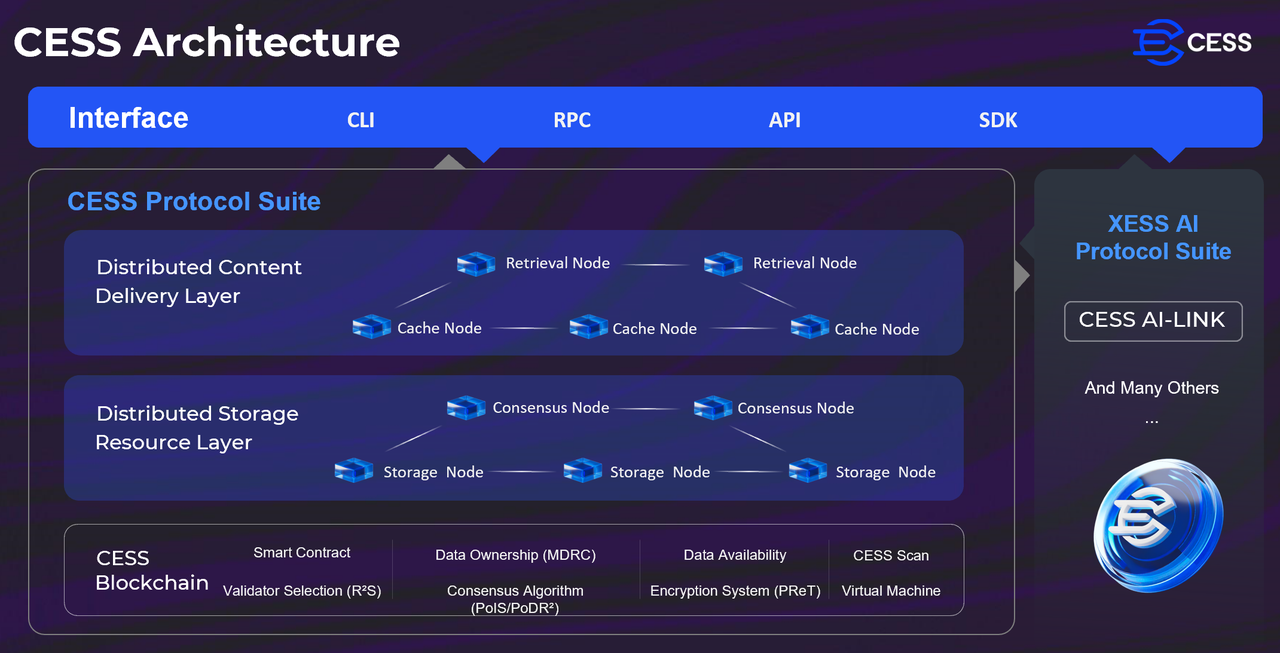 CESS Architecture
CESS
Interface
CLI
RPC
API
SDK
CESS Protocol Suite
Distributed Content
Delivery Layer
Retrieval Node
Retrieval Node
Cache Node
Cache Node
Cache Node
Distributed Storage
Resource Layer
Consensus Node
Consensus Node
Storage Node
Storage Node
Storage Node
CESS
Blockchain
Smart Contract
Validator Selection (R²S)
Data Ownership (MDRC)
Consensus Algorithm
(PoIS/PoDR²)
Data Availability
Encryption System (PReT)
CESS Scan
Virtual Machine
XESS AI
Protocol Suite
CESS AI-LINK
And Many Others
...